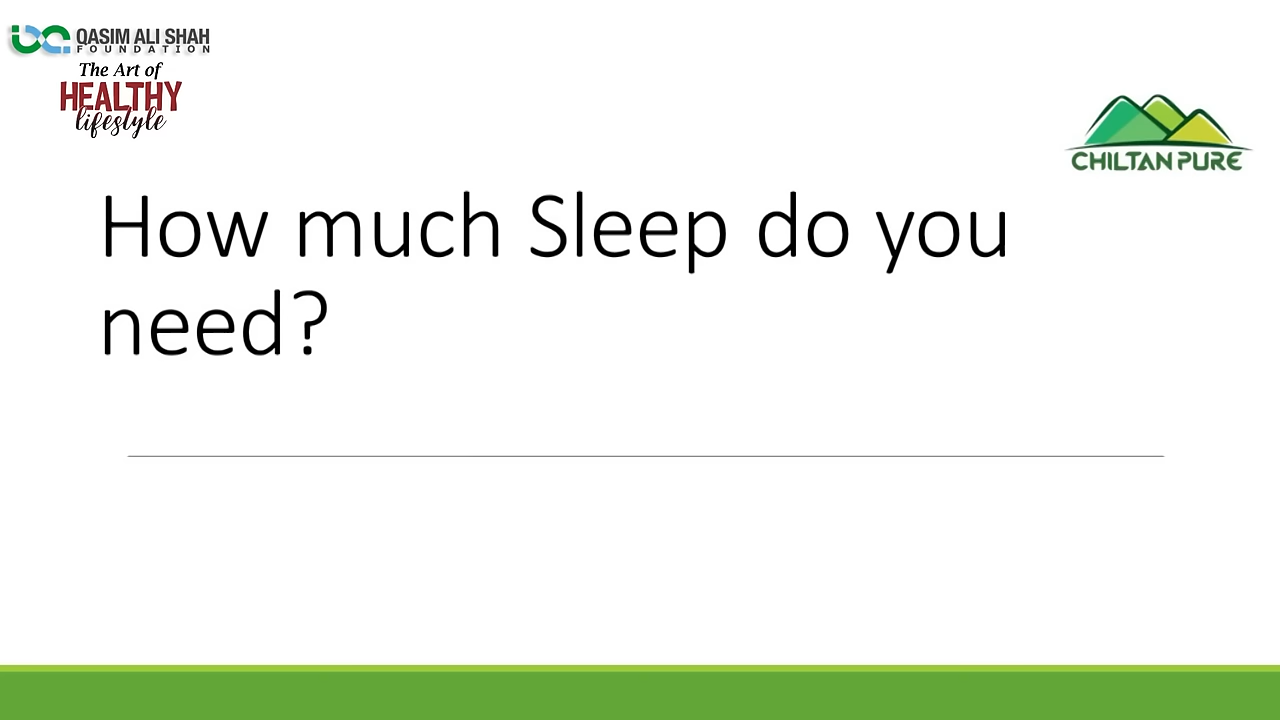 QASIM ALI SHAH
FOUNDATION
The Art of
HEALTHY
lifestyle
CHILTAN PURE
How much Sleep do you
need?